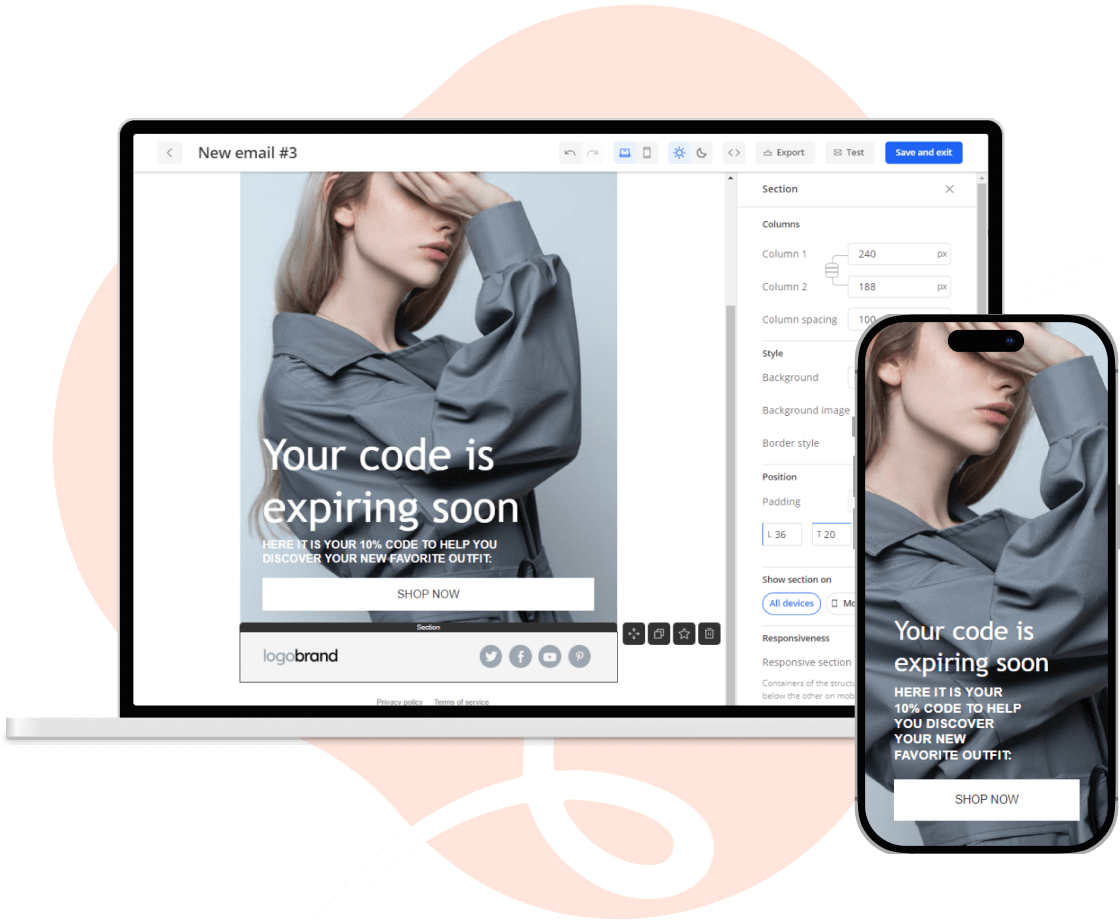 New email #3
Export
Test
Save and exit
Your code is
expiring soon
HERE IT IS YOUR 10% CODE TO HELP YOU
DISCOVER YOUR NEW FAVORITE OUTFIT:
SHOP NOW
Section
logobrand
Privacy policy Terms of service
Section
Columns
Column 1 240 px
Column 2 188 px
Column spacing 100
Style
Background
Background image
Border style
Position
Padding
L 36 T 20
Show section on
All devices
Responsiveness
Responsive section
Containers of the
below the other on
Your code is
expiring soon
HERE IT IS YOUR
10% CODE TO HELP
YOU DISCOVER
YOUR NEW
FAVORITE OUTFIT:
SHOP NOW